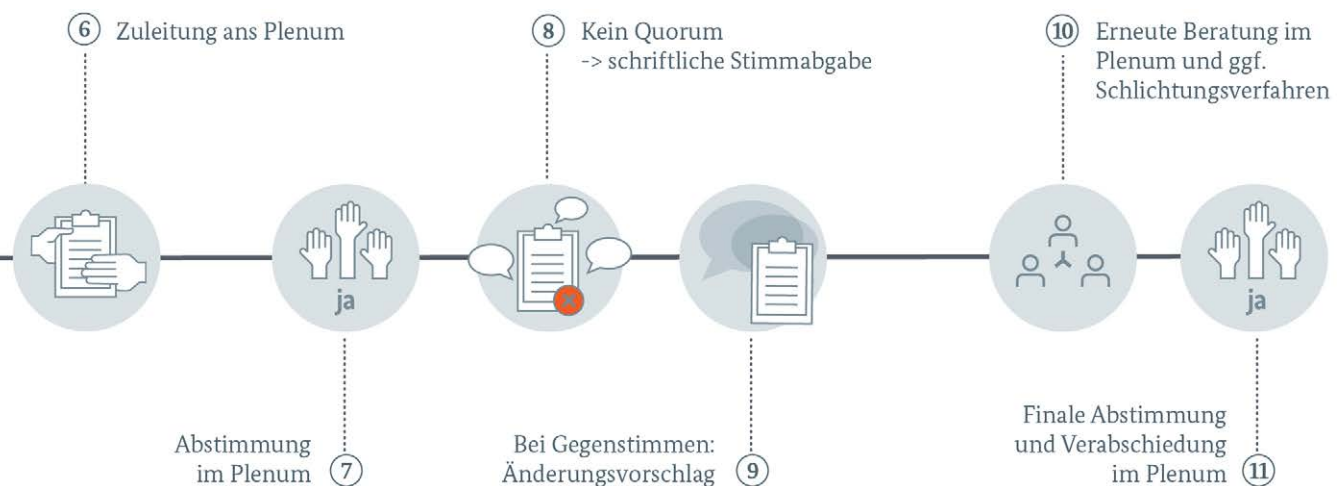 6 Zuleitung ans Plenum
ja
Abstimmung
im Plenum 7
8 Kein Quorum
-> schriftliche Stimmabgabe
Bei Gegenstimmen:
Änderungsvorschlag 9
10 Erneute Beratung im
Plenum und ggf.
Schlichtungsverfahren
ja
Finale Abstimmung
und Verabschiedung
im Plenum 11